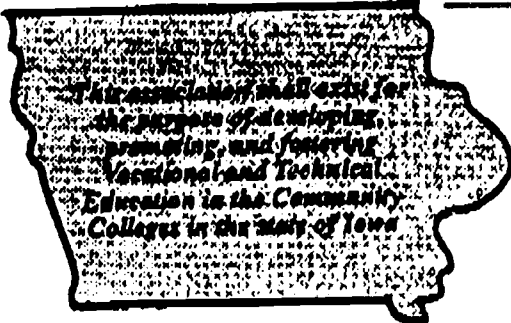 This association shall exist for
the purpose of developing,
promoting, and fostering
Vocational and Technical
Education in the Community
Colleges in the state of Iowa